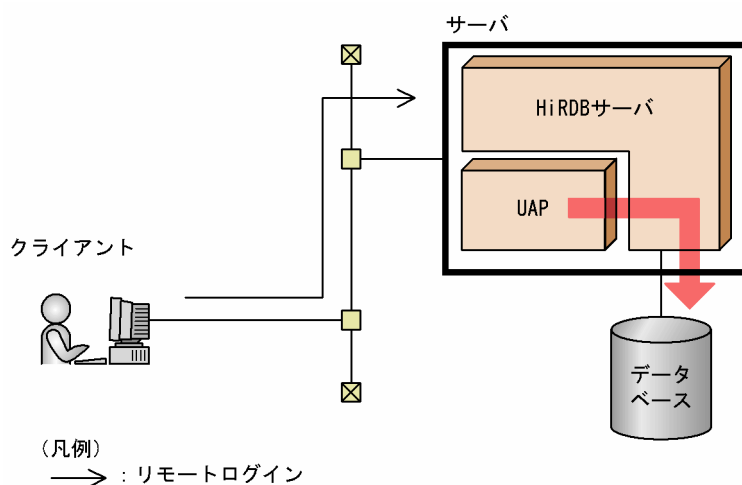 サーバ
HiRDBサーバ
UAP
クライアント
データ
ベース
(凡例)
:リモートログイン